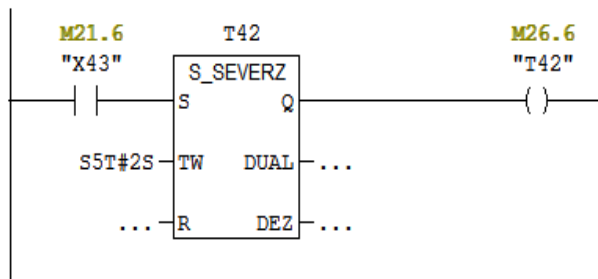 M21.6 T42 M26.6
"X43" "T42"
S_SEVERZ
S Q
S5T#2S TW DUAL ...
... R DEZ ...